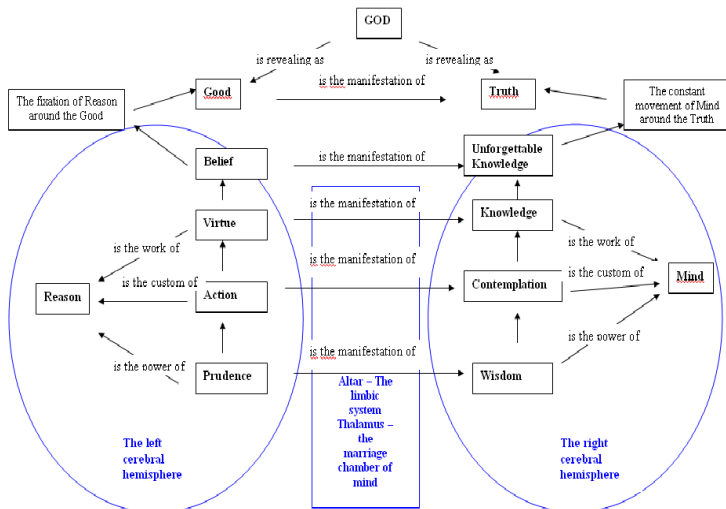 GOD
is revealing as
is revealing as
Good
is the manifestation of
Truth
The fixation of Reason
around the Good
The constant
movement of Mind
around the Truth
Belief
is the manifestation of
Unforgettable
Knowledge
Virtue
is the manifestation of
Knowledge
is the work of
is the work of
is the manifestation of
Reason
is the custom of
Action
Contemplation
is the custom of
Mind
is the power of
is the manifestation of
is the power of
Prudence
Wisdom
Altar – The
limbic
system
Thalamus –
the
marriage
chamber of
mind
The left
cerebral
hemisphere
The right
cerebral
hemisphere